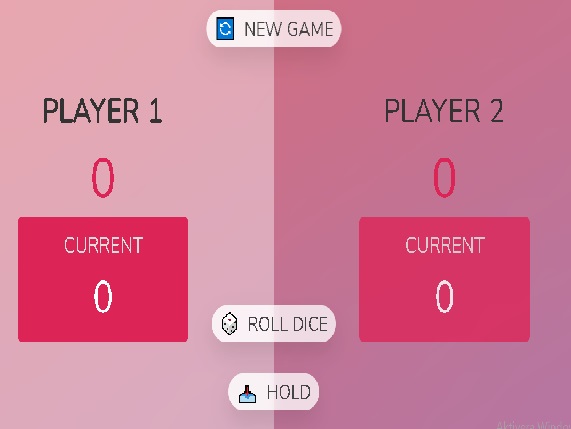 NEW GAME
PLAYER 1
PLAYER 2
0
0
CURRENT
CURRENT
0
0
ROLL DICE
HOLD